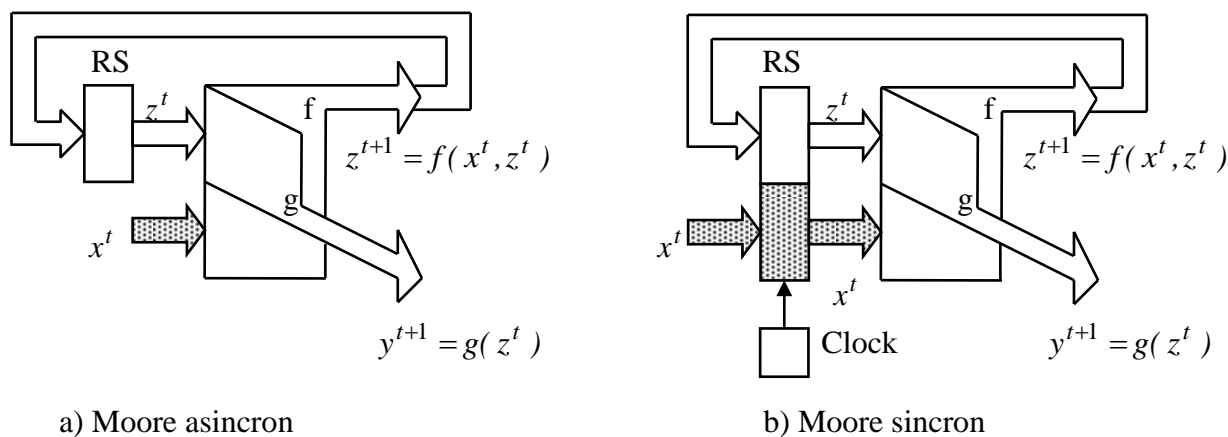 RS
z^t
f
z^{t+1} = f( x^t , z^t )
g
x^t
y^{t+1} = g( z^t )
a) Moore asincron
RS
z^t
f
z^{t+1} = f( x^t , z^t )
g
x^t
x^t
Clock
y^{t+1} = g( z^t )
b) Moore sincron